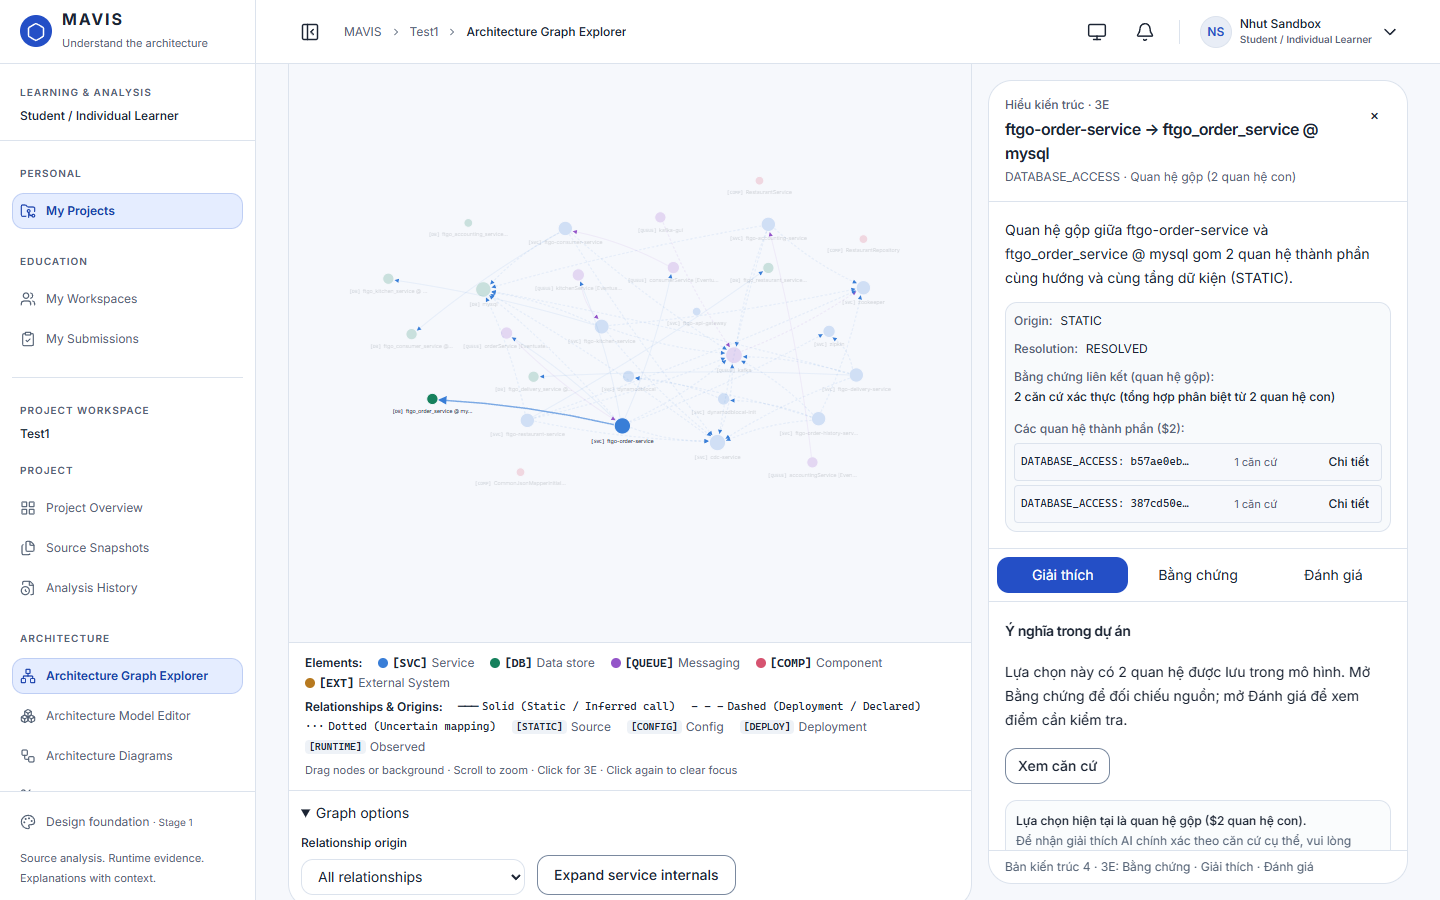 MAVIS
Understand the architecture
MAVIS > Test1 > Architecture Graph Explorer
NS
Nhut Sandbox
Student / Individual Learner
LEARNING & ANALYSIS
Student / Individual Learner
PERSONAL
My Projects
EDUCATION
My Workspaces
My Submissions
PROJECT WORKSPACE
Test1
PROJECT
Project Overview
Source Snapshots
Analysis History
ARCHITECTURE
Architecture Graph Explorer
Architecture Model Editor
Architecture Diagrams
Design foundation · Stage 1
Source analysis. Runtime evidence.
Explanations with context.
[DB] ftgo_order_service @ my...
[SVC] ftgo-order-service
Elements: [SVC] Service [DB] Data store [QUEUE] Messaging [COMP] Component
[EXT] External System
Relationships & Origins: Solid (Static / Inferred call) Dashed (Deployment / Declared)
Dotted (Uncertain mapping) [STATIC] Source [CONFIG] Config [DEPLOY] Deployment
[RUNTIME] Observed
Drag nodes or background · Scroll to zoom · Click for 3E · Click again to clear focus
▼ Graph options
Relationship origin
All relationships
Expand service internals
Hiểu kiến trúc · 3E
×
ftgo-order-service → ftgo_order_service @
mysql
DATABASE_ACCESS · Quan hệ gộp (2 quan hệ con)
Quan hệ gộp giữa ftgo-order-service và
ftgo_order_service @ mysql gom 2 quan hệ thành phần
cùng hướng và cùng tầng dữ kiện (STATIC).
Origin: STATIC
Resolution: RESOLVED
Bằng chứng liên kết (quan hệ gộp):
2 căn cứ xác thực (tổng hợp phân biệt từ 2 quan hệ con)
Các quan hệ thành phần ($2):
DATABASE_ACCESS: b57ae0eb… 1 căn cứ Chi tiết
DATABASE_ACCESS: 387cd50e… 1 căn cứ Chi tiết
Giải thích Bằng chứng Đánh giá
Ý nghĩa trong dự án
Lựa chọn này có 2 quan hệ được lưu trong mô hình. Mở
Bằng chứng để đối chiếu nguồn; mở Đánh giá để xem
điểm cần kiểm tra.
Xem căn cứ
Lựa chọn hiện tại là quan hệ gộp ($2 quan hệ con).
Để nhận giải thích AI chính xác theo căn cứ cụ thể, vui lòng
Bản kiến trúc 4 · 3E: Bằng chứng · Giải thích · Đánh giá